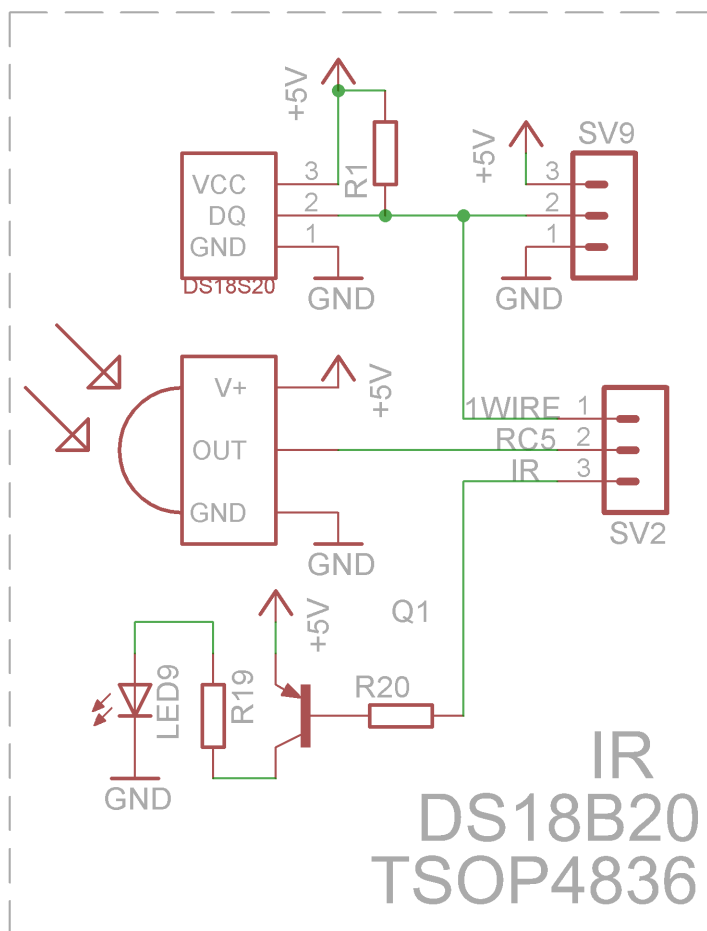 +5V
R1
VCC 3
DQ 2
GND 1
DS18S20
GND
+5V
SV9
3
2
1
GND
V+
OUT
GND
+5V
GND
1WIRE 1
RC5 2
IR 3
SV2
+5V
Q1
LED9
R19
R20
GND
IR
DS18B20
TSOP4836